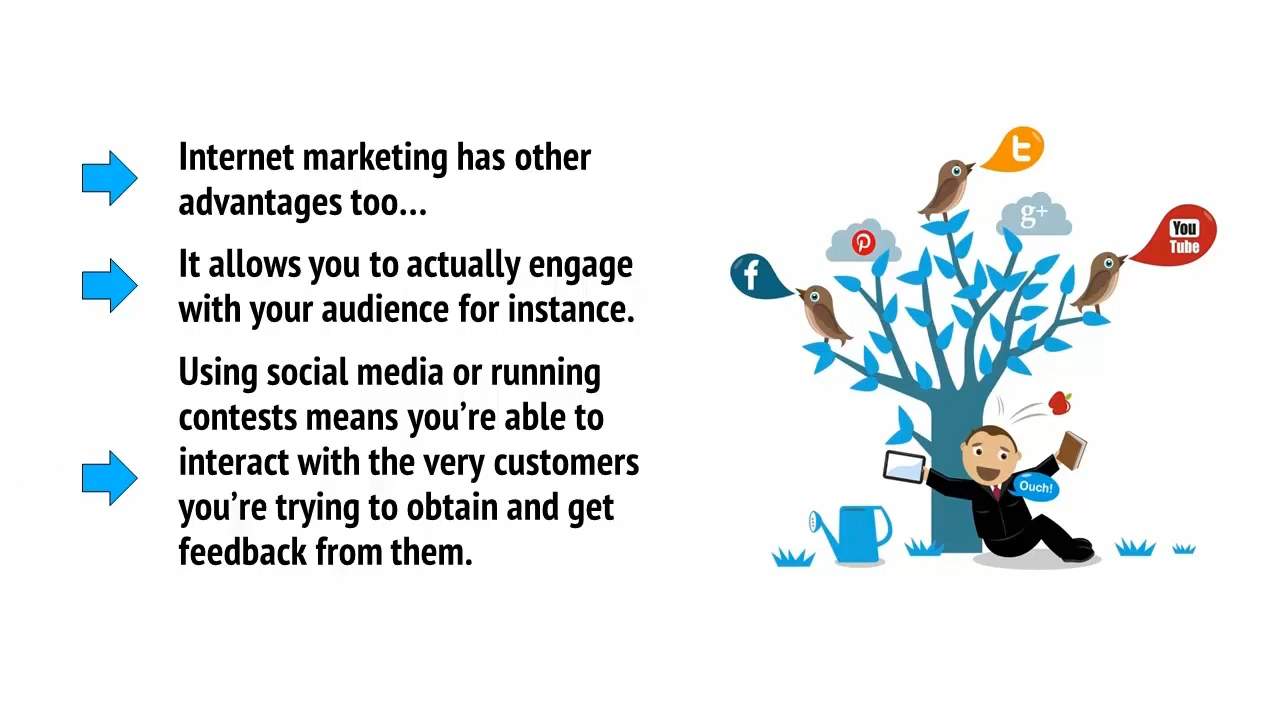 Internet marketing has other
advantages too...
It allows you to actually engage
with your audience for instance.
Using social media or running
contests means you’re able to
interact with the very customers
you’re trying to obtain and get
feedback from them.
t
g+
You
Tube
f
Ouch!